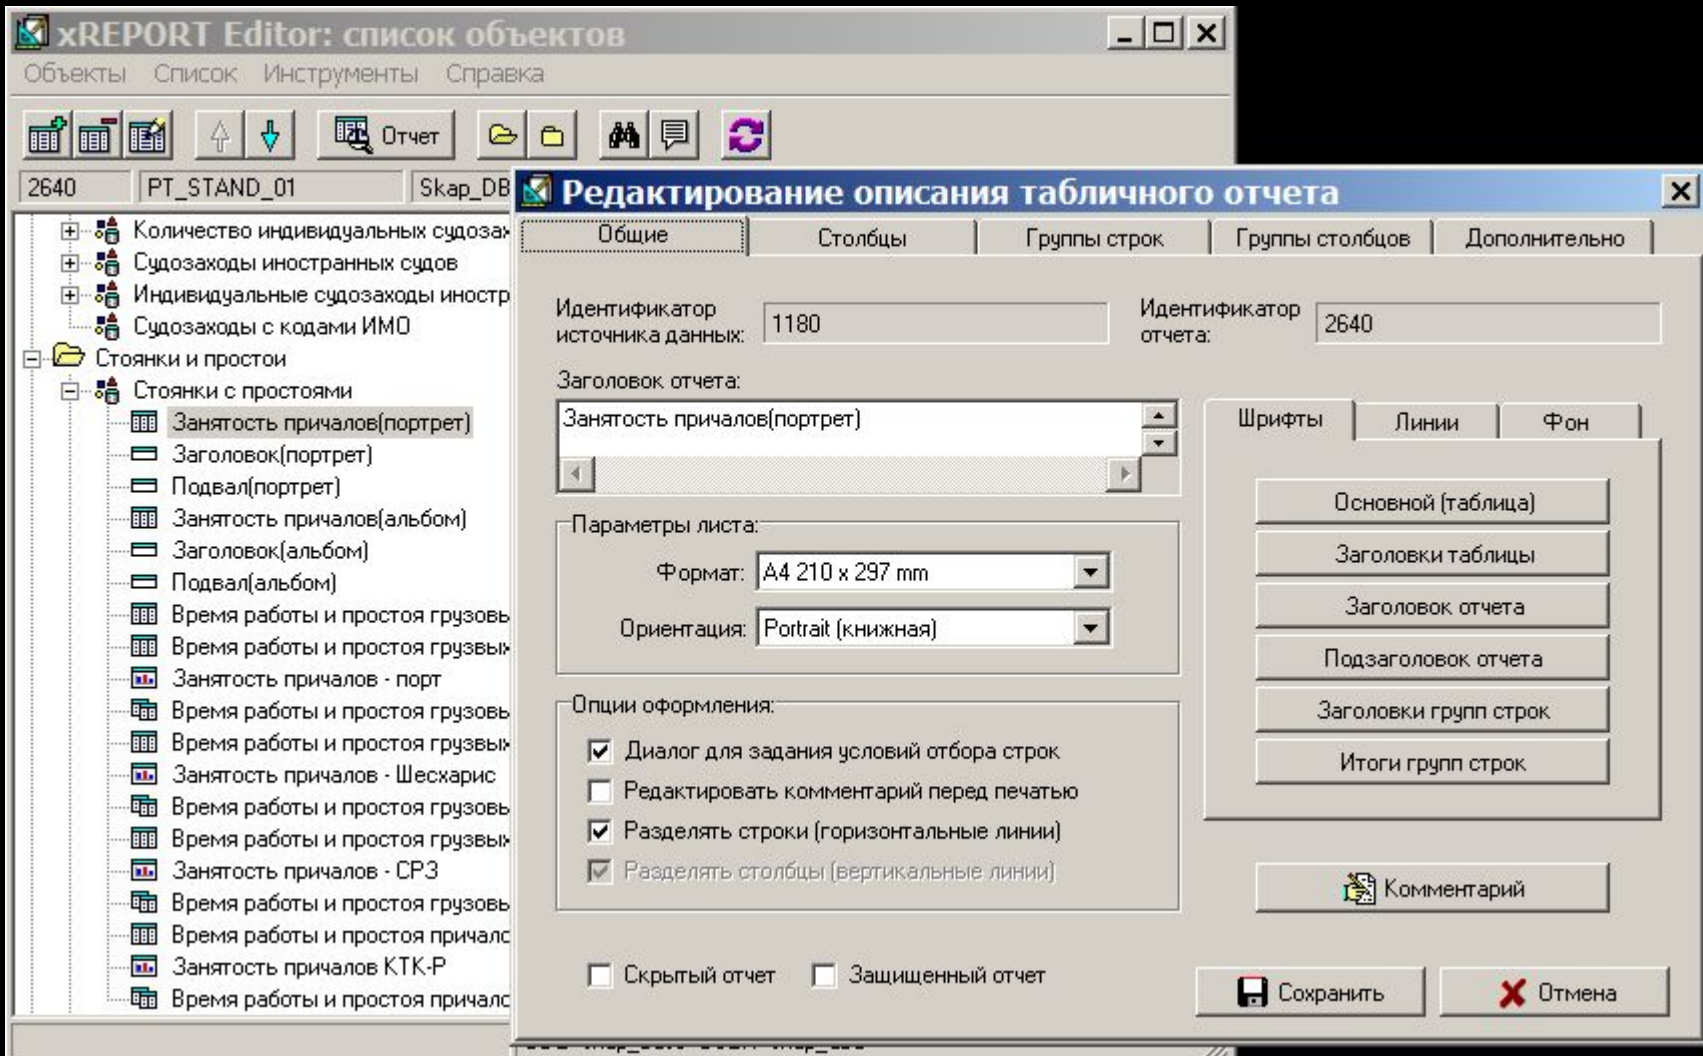 xREPORT Editor: список объектов
Объекты Список Инструменты Справка
Отчет
2640 PT_STAND_01 Skap_DB
Количество индивидуальных судозах
Судозаходы иностранных судов
Индивидуальные судозаходы иностр
Судозаходы с кодами ИМО
Стоянки и простои
Стоянки с простоями
Занятость причалов(портрет)
Заголовок(портрет)
Подвал(портрет)
Занятость причалов(альбом)
Заголовок(альбом)
Подвал(альбом)
Время работы и простоя грузовы
Время работы и простоя грузвых
Занятость причалов - порт
Время работы и простоя грузовы
Время работы и простоя грузвых
Занятость причалов - Шесхарис
Время работы и простоя грузовы
Время работы и простоя грузвых
Занятость причалов - СРЗ
Время работы и простоя грузовы
Время работы и простоя причало
Занятость причалов КТК-Р
Время работы и простоя причало
Редактирование описания табличного отчета
Общие Столбцы Группы строк Группы столбцов Дополнительно
Идентификатор
источника данных: 1180
Идентификатор
отчета: 2640
Заголовок отчета:
Занятость причалов(портрет)
Параметры листа:
Формат: A4 210 x 297 mm
Ориентация: Portrait (книжная)
Опции оформления:
Диалог для задания условий отбора строк
Редактировать комментарий перед печатью
Разделять строки (горизонтальные линии)
Разделять столбцы (вертикальные линии)
Скрытый отчет Защищенный отчет
Шрифты Линии Фон
Основной (таблица)
Заголовки таблицы
Заголовок отчета
Подзаголовок отчета
Заголовки групп строк
Итоги групп строк
Комментарий
Сохранить Отмена